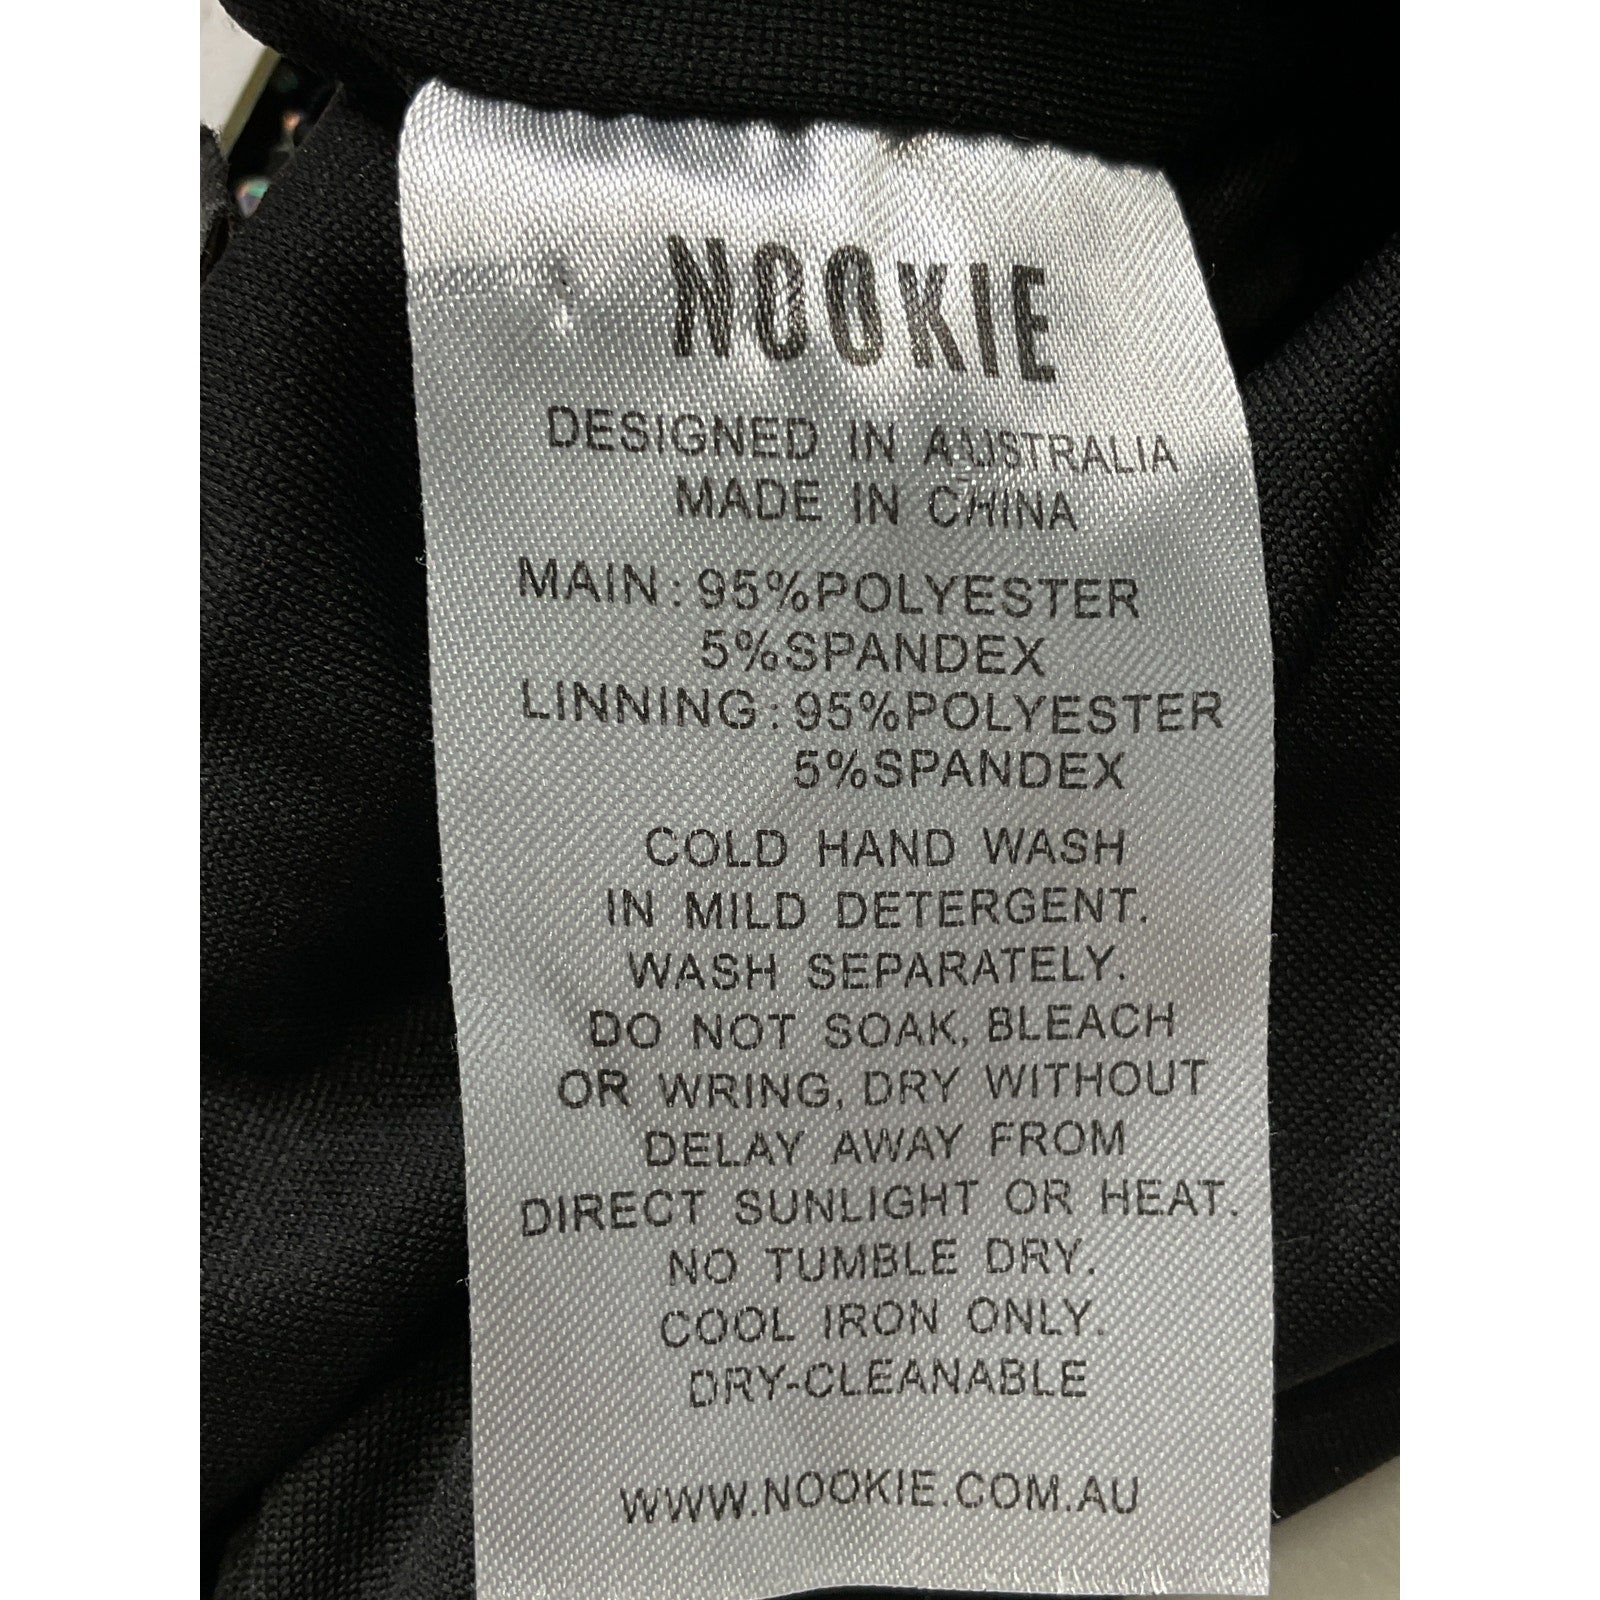 NOOKIE
DESIGNED IN AUSTRALIA
MADE IN CHINA
MAIN: 95%POLYESTER
5%SPANDEX
LINNING: 95%POLYESTER
5%SPANDEX
COLD HAND WASH
IN MILD DETERGENT.
WASH SEPARATELY.
DO NOT SOAK, BLEACH
OR WRING, DRY WITHOUT
DELAY AWAY FROM
DIRECT SUNLIGHT OR HEAT.
NO TUMBLE DRY.
COOL IRON ONLY.
DRY-CLEANABLE
WWW.NOOKIE.COM.AU